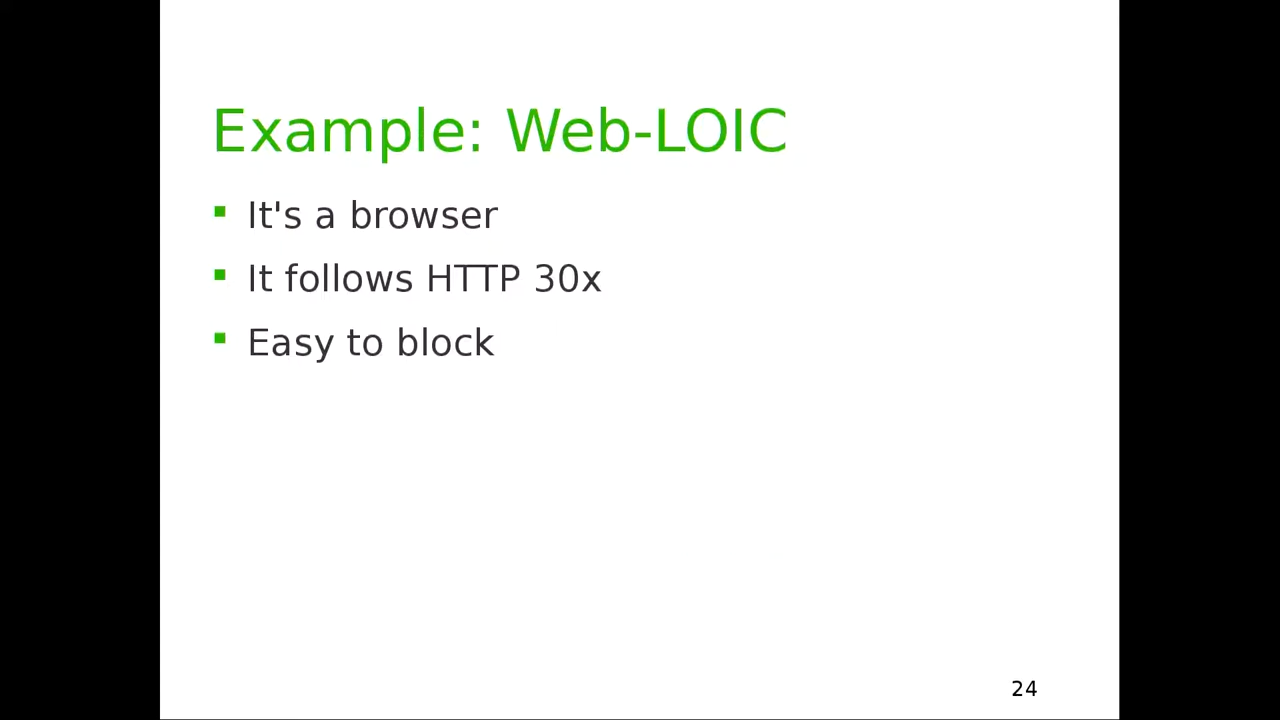 Example: Web-LOIC
▪ It's a browser
▪ It follows HTTP 30x
▪ Easy to block
24